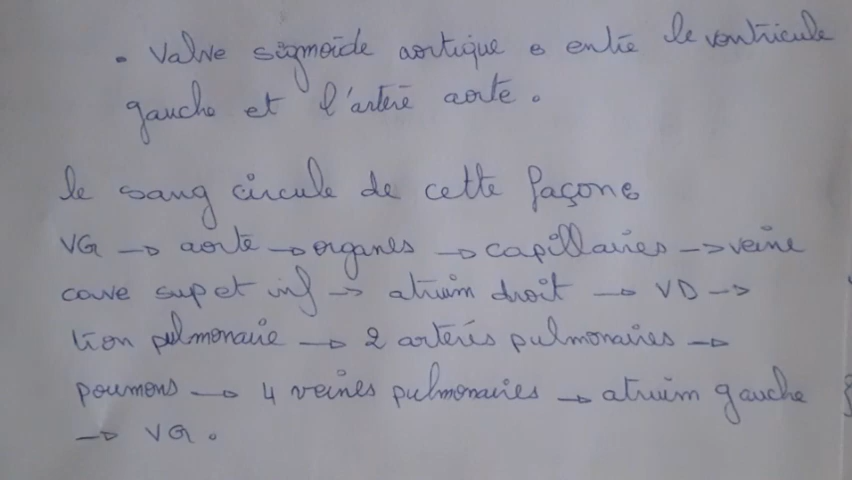 • Valve sigmoïde aortique : entre le ventricule
gauche et l'artère aorte.
le sang circule de cette façon :
VG → aorte → organes → capillaires → veine
cave sup et inf → atrium droit → VD →
tron pulmonaire → 2 artères pulmonaires →
poumons → 4 veines pulmonaires → atrium gauche
→ VG.